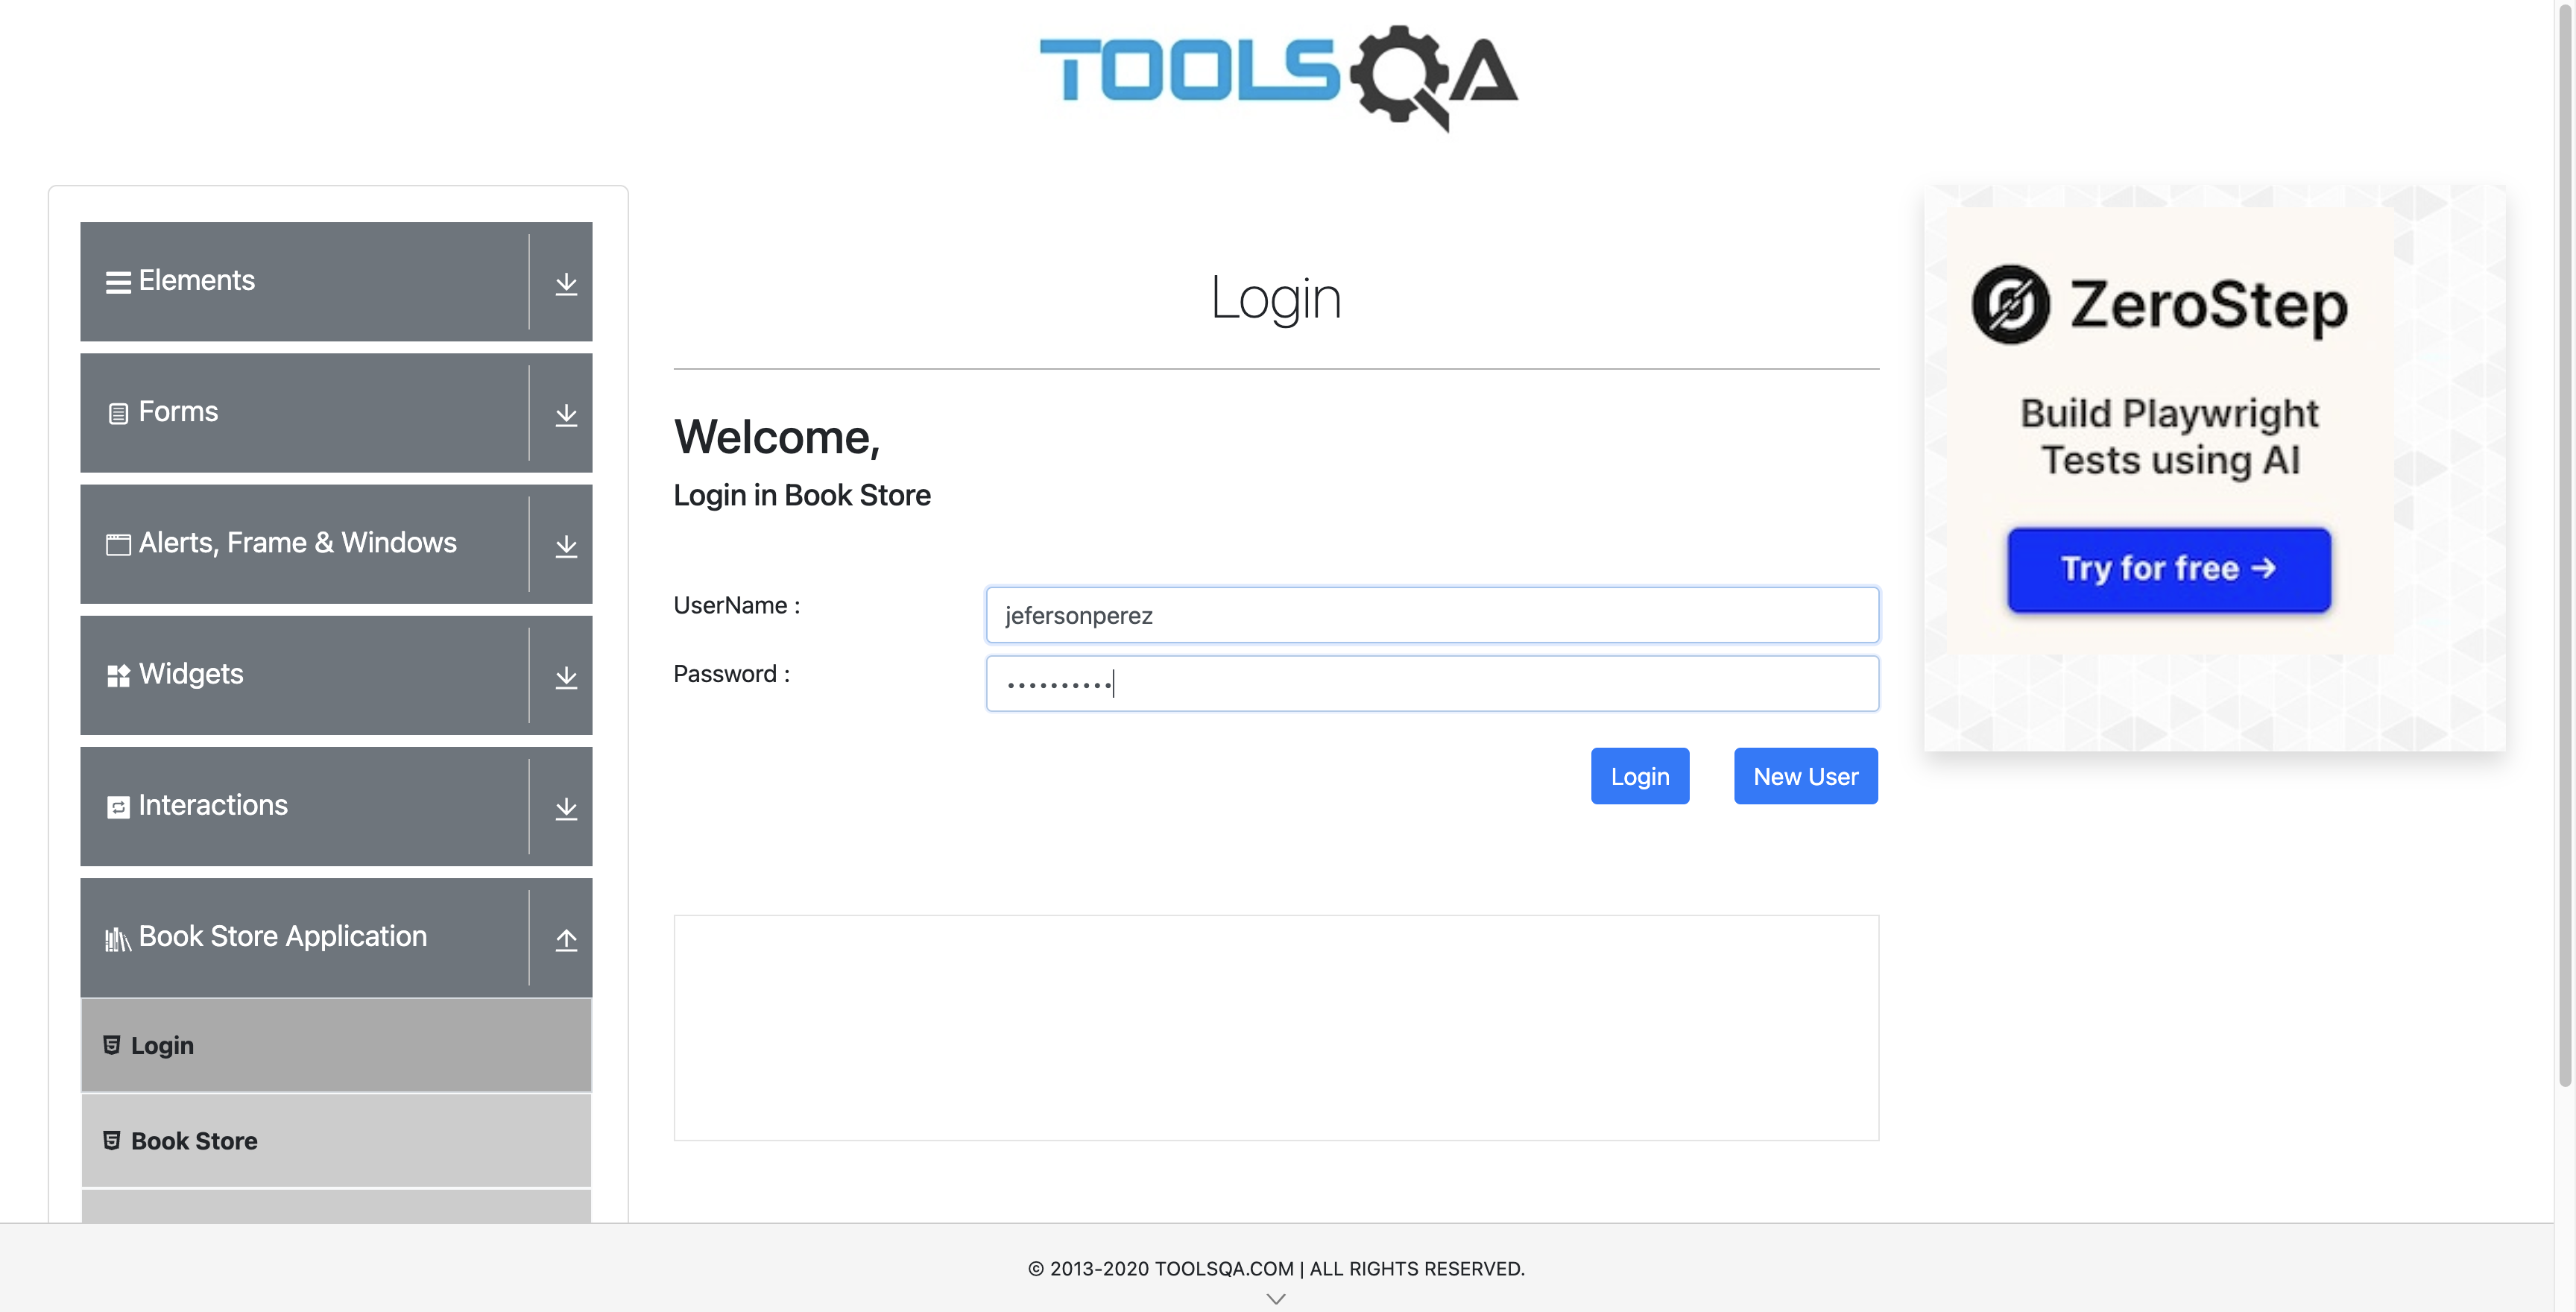 TOOLSQA
Elements
Forms
Alerts, Frame & Windows
Widgets
Interactions
Book Store Application
Login
Book Store
Login
Welcome,
Login in Book Store
UserName :
jefersonperez
Password :
••••••••••
Login
New User
ZeroStep
Build Playwright
Tests using AI
Try for free →
© 2013-2020 TOOLSQA.COM | ALL RIGHTS RESERVED.